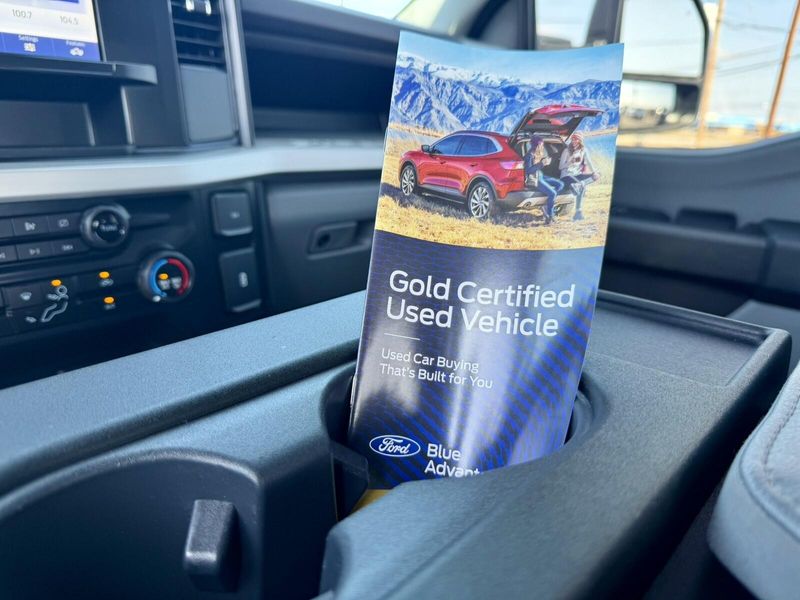 100.7
104.5
Settings
Features
Gold Certified
Used Vehicle
Used Car Buying
That's Built for You
Ford
Blue
Advant